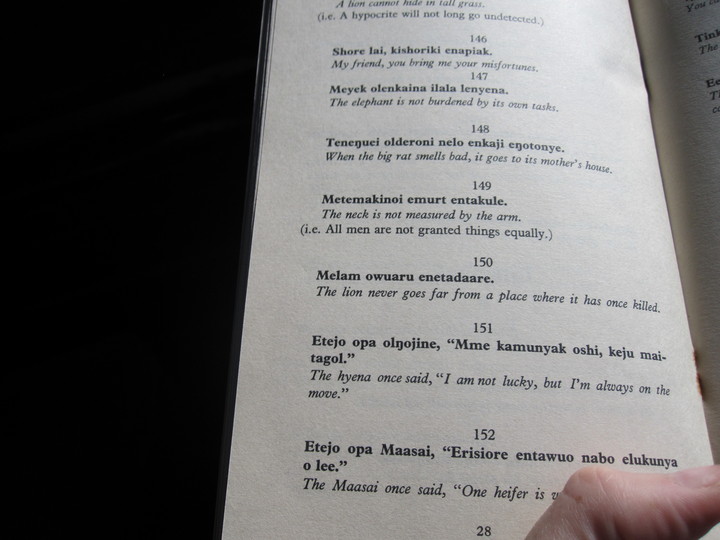 A lion cannot hide in tall grass.
(i.e. A hypocrite will not long go undetected.)
146
Shore lai, kishoriki enapiak.
My friend, you bring me your misfortunes.
147
Meyek olenkaina ilala lenyena.
The elephant is not burdened by its own tasks.
148
Teneŋuei olderoni nelo enkaji eŋotonye.
When the big rat smells bad, it goes to its mother's house.
149
Metemakinoi emurt entakule.
The neck is not measured by the arm.
(i.e. All men are not granted things equally.)
150
Melam owuaru enetadaare.
The lion never goes far from a place where it has once killed.
151
Etejo opa olŋojine, “Mme kamunyak oshi, keju mai-
tagol.”
The hyena once said, “I am not lucky, but I'm always on the
move.”
152
Etejo opa Maasai, “Erisiore entawuo nabo elukunya
o lee.”
The Maasai once said, “One heifer is
28
You
Tink
The